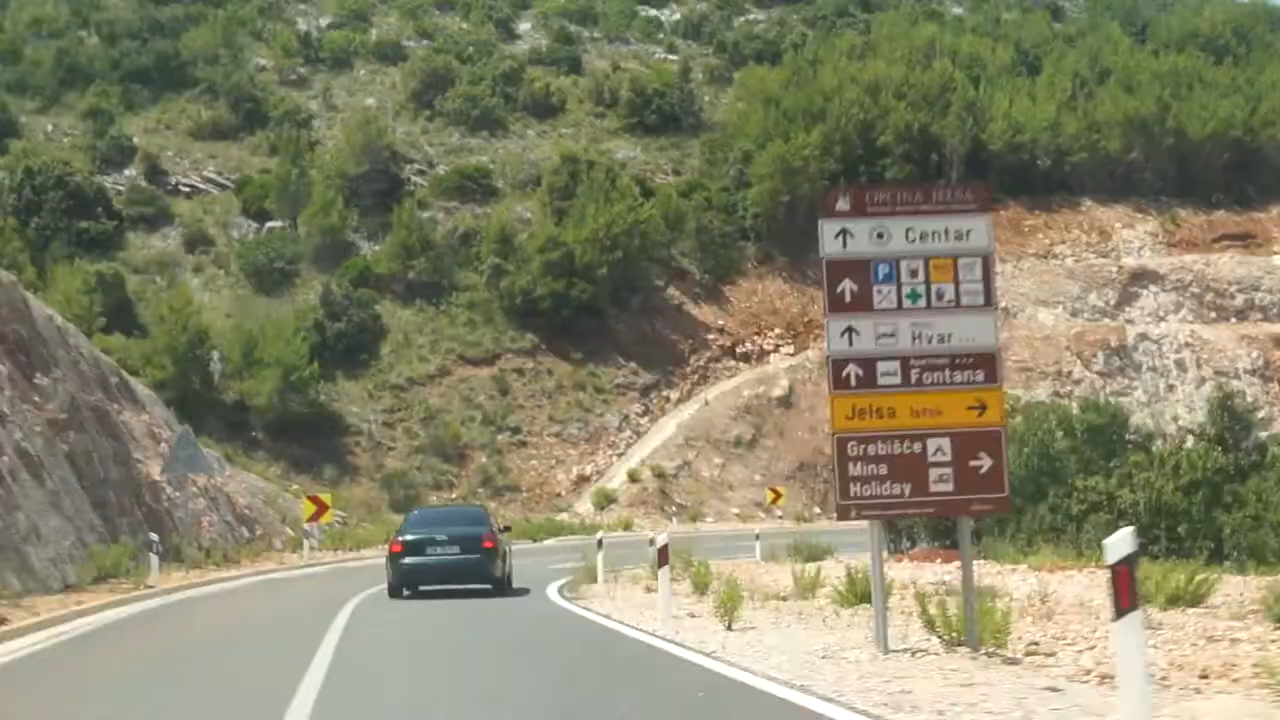 OPĆINA JELSA
Centar
P
Hvar...
Fontana
Jelsa
Grebišće
Mina
Holiday